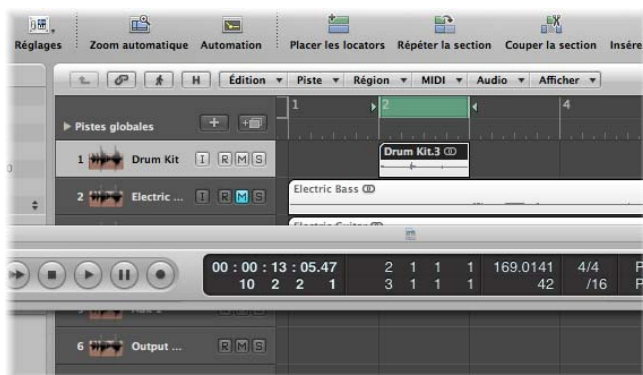 Réglages Zoom automatique Automation Placer les locators Répéter la section Couper la section Insére
H Édition Piste Région MIDI Audio Afficher
1 2 4
Pistes globales
1 Drum Kit I R M S
Drum Kit.3
2 Electric ... I R M S
Electric Bass
Electric Guitar
00 : 00 : 13 : 05.47 2 1 1 1 169.0141 4/4 P
10 2 2 1 3 1 1 1 42 /16 P
6 Output ... R M S